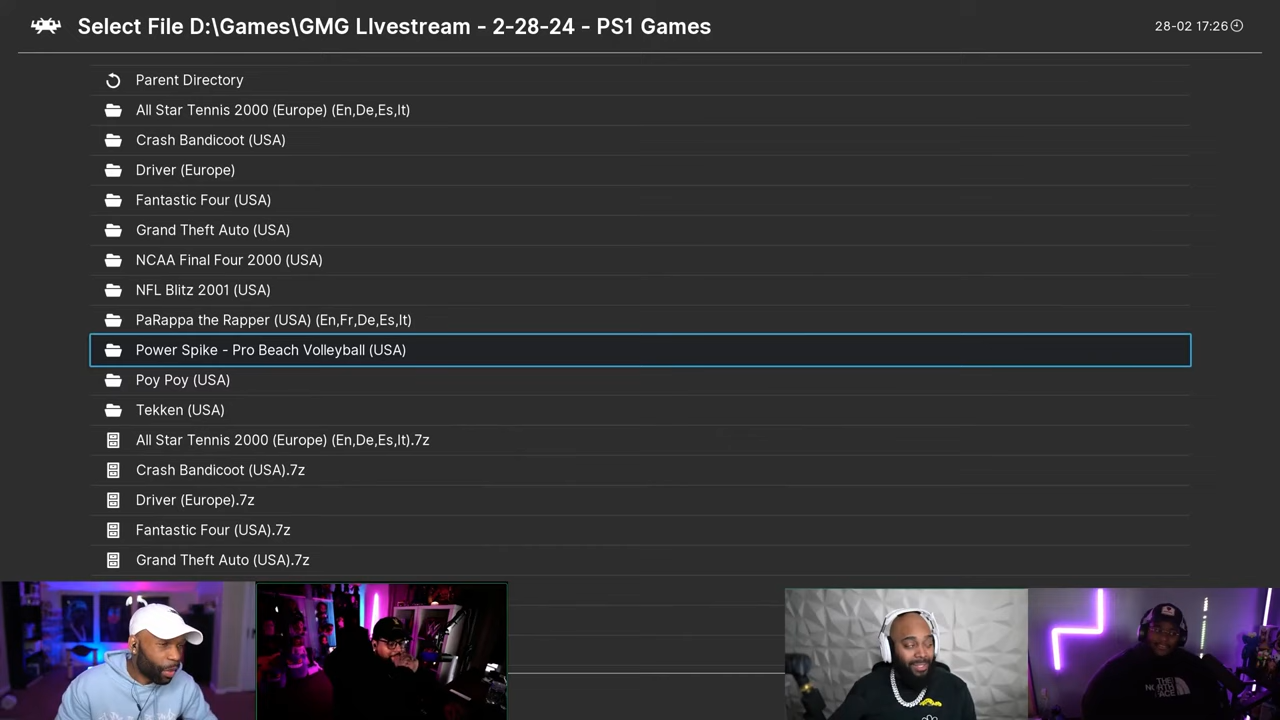 Select File D:\Games\GMG LIvestream - 2-28-24 - PS1 Games
28-02 17:26
Parent Directory
All Star Tennis 2000 (Europe) (En,De,Es,It)
Crash Bandicoot (USA)
Driver (Europe)
Fantastic Four (USA)
Grand Theft Auto (USA)
NCAA Final Four 2000 (USA)
NFL Blitz 2001 (USA)
PaRappa the Rapper (USA) (En,Fr,De,Es,It)
Power Spike - Pro Beach Volleyball (USA)
Poy Poy (USA)
Tekken (USA)
All Star Tennis 2000 (Europe) (En,De,Es,It).7z
Crash Bandicoot (USA).7z
Driver (Europe).7z
Fantastic Four (USA).7z
Grand Theft Auto (USA).7z
THE
NORTH
FACE